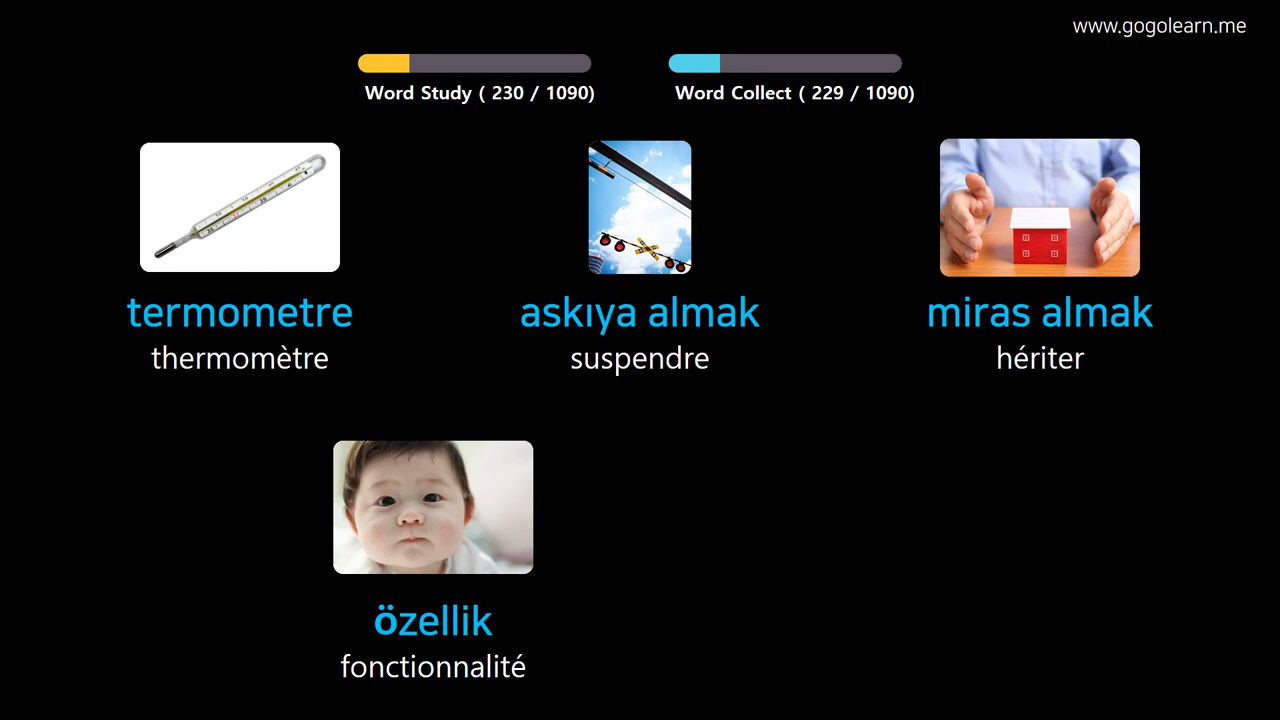 www.gogolearn.me
Word Study ( 230 / 1090)
Word Collect ( 229 / 1090)
termometre
thermomètre
askıya almak
suspendre
miras almak
hériter
özellik
fonctionnalité